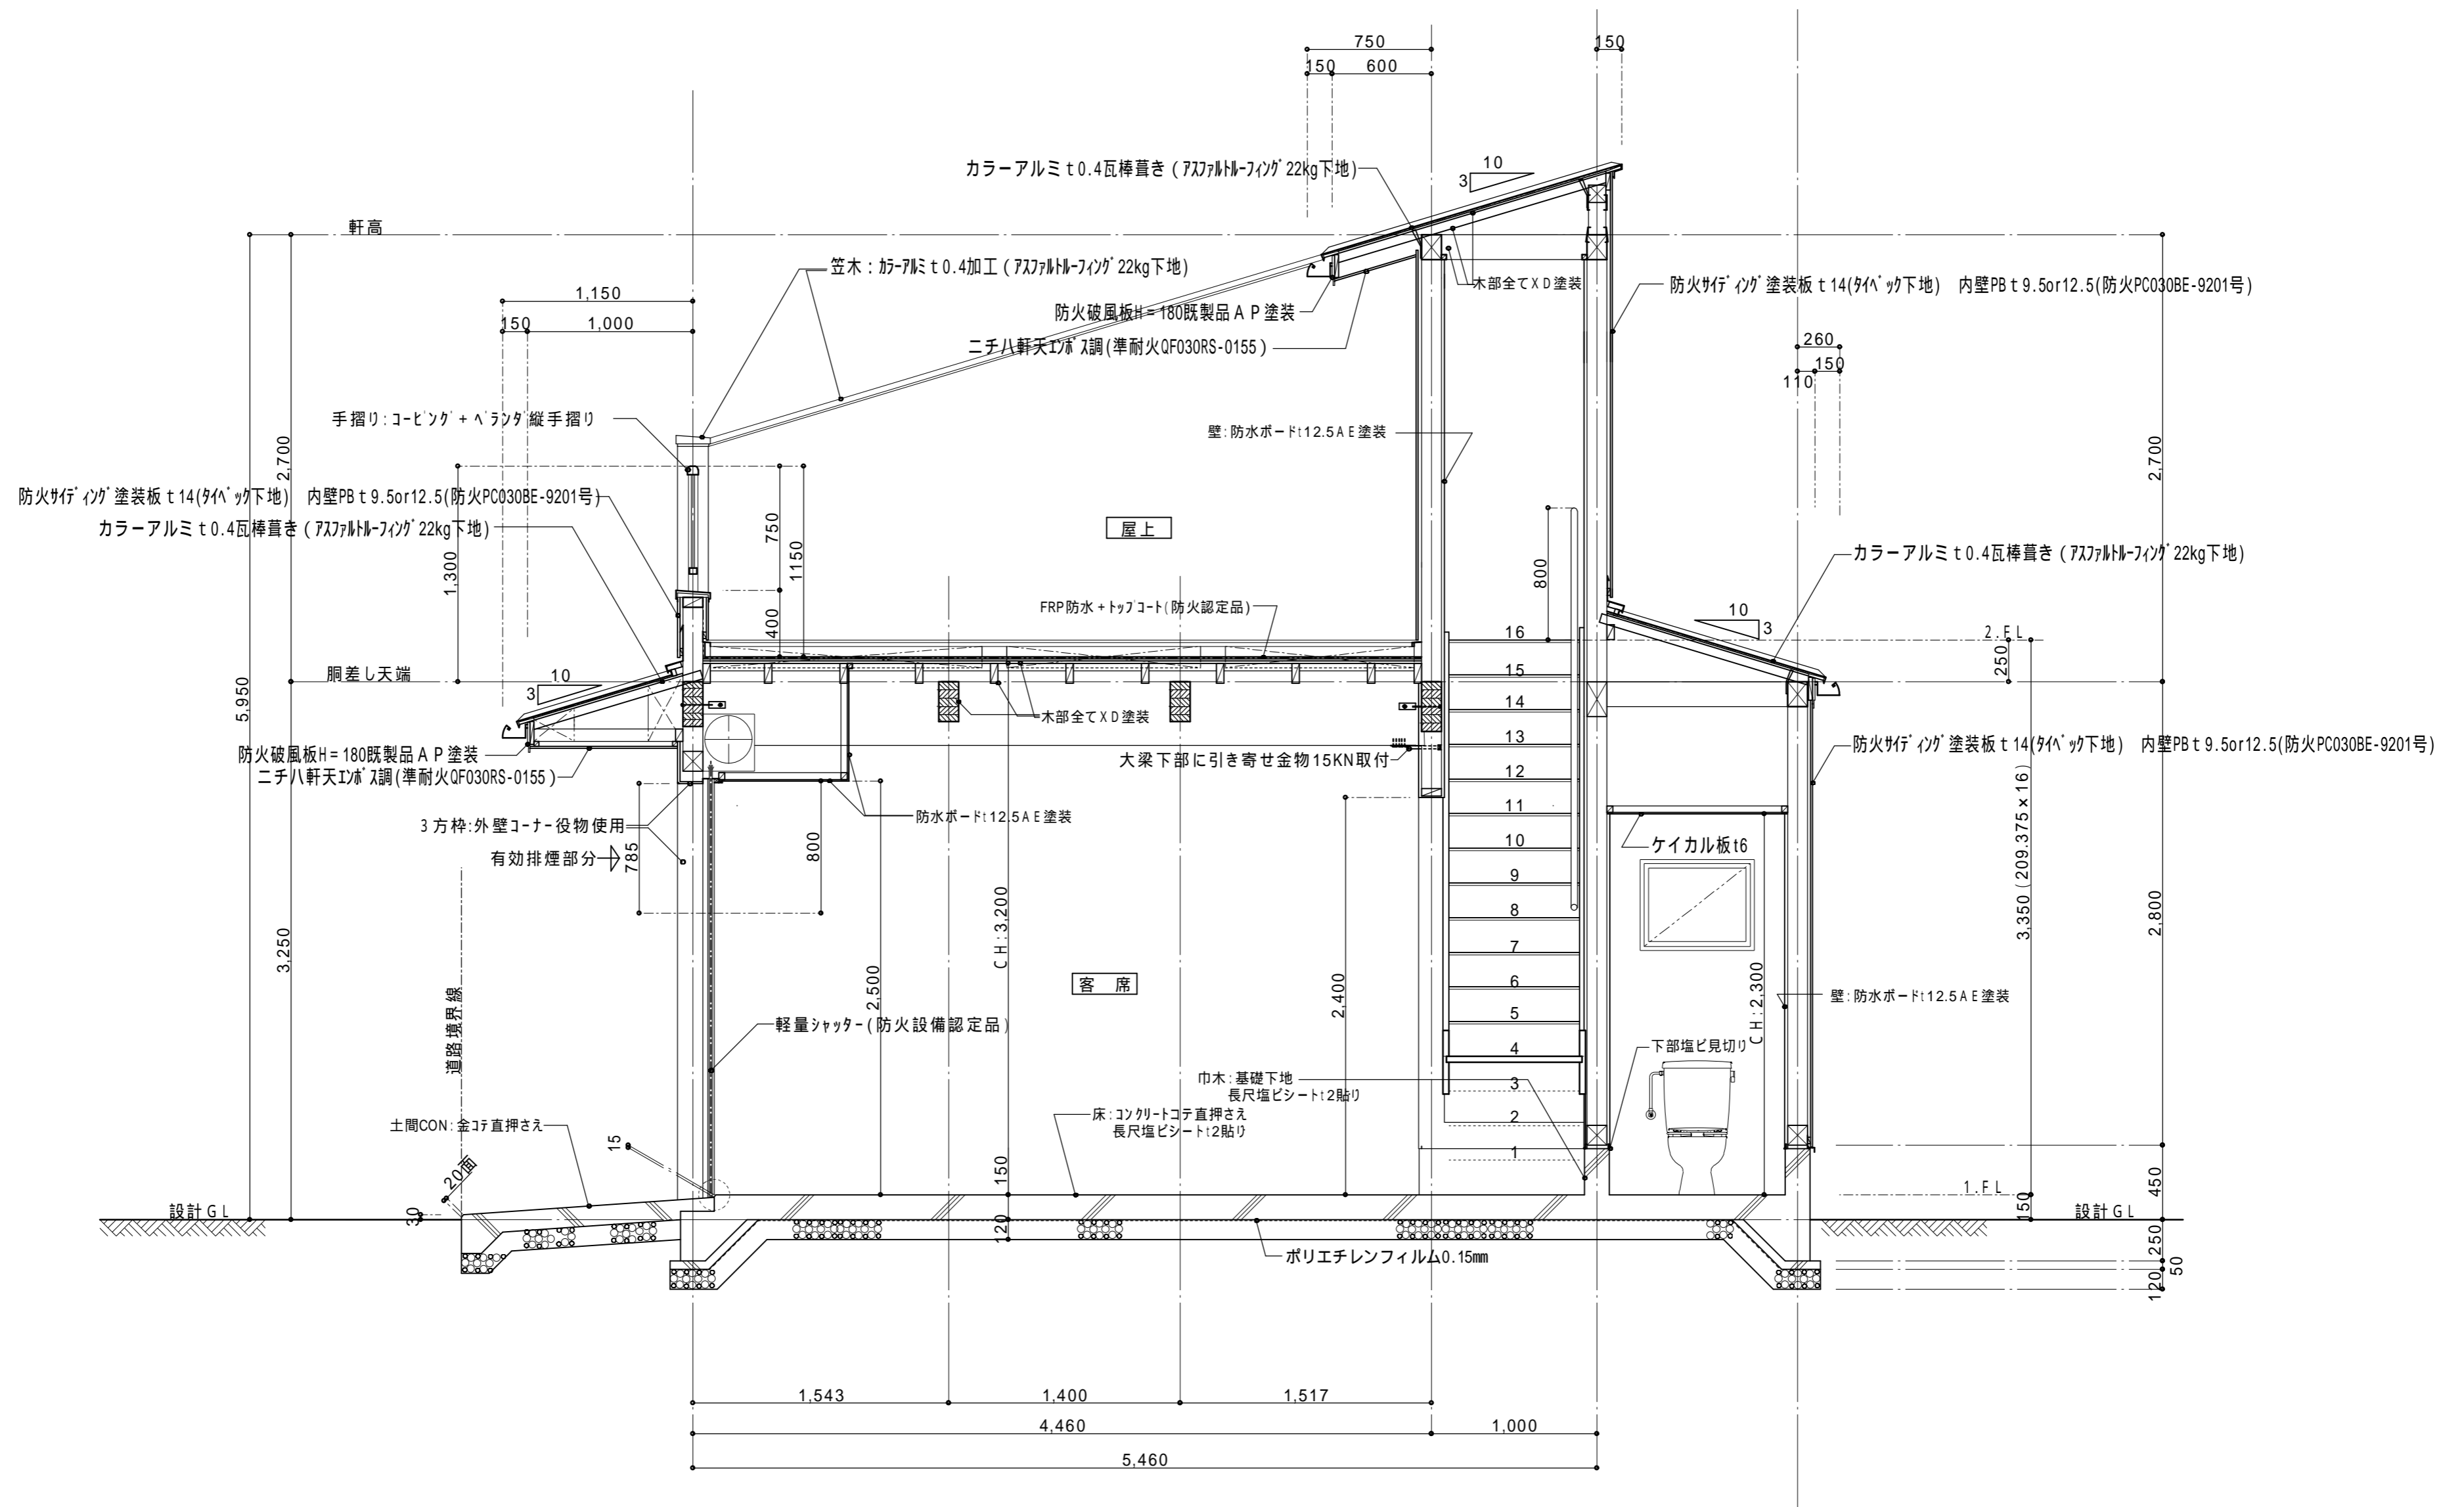 750
150
150
600
カラーアルミｔ0.4瓦棒葺き（ｱｽﾌｧﾙﾄﾙｰﾌｨﾝｸﾞ22kg下地）
10
3
軒高
笠木：ｶﾗｰｱﾙﾐｔ0.4加工（ｱｽﾌｧﾙﾄﾙｰﾌｨﾝｸﾞ22kg下地）
木部全てＸＤ塗装
防火ｻｲﾃﾞｨﾝｸﾞ塗装板ｔ14(ﾀｲﾍﾞｯｸ下地)　内壁PBｔ9.5or12.5(防火PC030BE-9201号)
1,150
防火破風板H=180既製品ＡＰ塗装
150
1,000
ニチハ軒天ｴﾝﾎﾞｽ調(準耐火QF030RS-0155)
260
150
110
手摺り:ｺｰﾋﾟﾝｸﾞ+ﾍﾞﾗﾝﾀﾞ縦手摺り
壁:防水ボードt12.5AE塗装
2,700
2,700
防火ｻｲﾃﾞｨﾝｸﾞ塗装板ｔ14(ﾀｲﾍﾞｯｸ下地)　内壁PBｔ9.5or12.5(防火PC030BE-9201号)
カラーアルミｔ0.4瓦棒葺き（ｱｽﾌｧﾙﾄﾙｰﾌｨﾝｸﾞ22kg下地）
750
1150
1,300
屋上
800
カラーアルミｔ0.4瓦棒葺き（ｱｽﾌｧﾙﾄﾙｰﾌｨﾝｸﾞ22kg下地）
FRP防水+ﾄｯﾌﾟｺｰﾄ(防火認定品)
400
10
3
16
2.FL
250
胴差し天端
10
3
15
5,950
14
木部全てＸＤ塗装
13
防火破風板H=180既製品ＡＰ塗装
大梁下部に引き寄せ金物15KN取付
防火ｻｲﾃﾞｨﾝｸﾞ塗装板ｔ14(ﾀｲﾍﾞｯｸ下地)　内壁PBｔ9.5or12.5(防火PC030BE-9201号)
ニチハ軒天ｴﾝﾎﾞｽ調(準耐火QF030RS-0155)
12
11
3方枠:外壁ｺｰﾅｰ役物使用
防水ボードt12.5AE塗装
10
有効排煙部分
785
800
ケイカル板t6
9
3,350(209.375×16)
CH:3,200
8
2,800
3,250
7
客　席
2,500
2,400
6
CH:2,300
壁:防水ボードt12.5AE塗装
5
道路境界線
軽量ｼｬｯﾀｰ(防火設備認定品)
4
下部塩ビ見切り
巾木:基礎下地
長尺塩ビシートt2貼り
3
床:ｺﾝｸﾘｰﾄコテ直押さえ
長尺塩ビシートt2貼り
2
土間CON:金ｺﾃ直押さえ
15
1
20面
150
450
1.FL
設計GL
30
150
設計GL
120
250
ポリエチレンフィルム0.15㎜
50
120
1,543
1,400
1,517
4,460
1,000
5,460